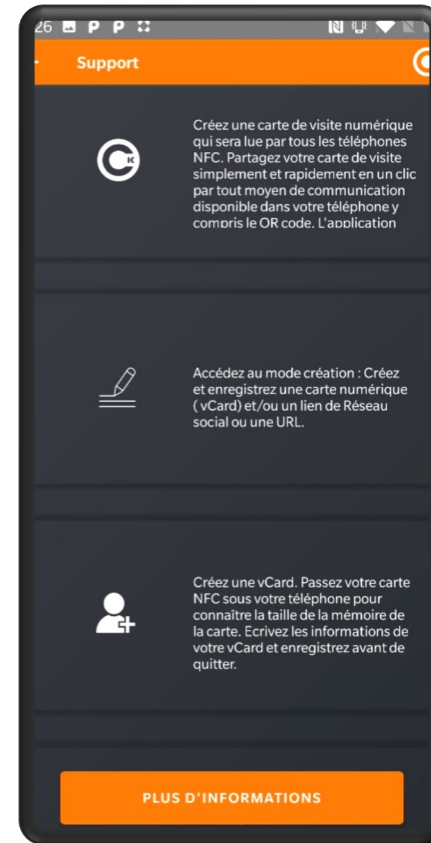 26 P P
Support
K
Créez une carte de visite numérique
qui sera lue par tous les téléphones
NFC. Partagez votre carte de visite
simplement et rapidement en un clic
par tout moyen de communication
disponible dans votre téléphone y
compris le QR code. L'application
Accédez au mode création : Créez
et enregistrez une carte numérique
( vCard) et/ou un lien de Réseau
social ou une URL.
Créez une vCard. Passez votre carte
NFC sous votre téléphone pour
connaître la taille de la mémoire de
la carte. Ecrivez les informations de
votre vCard et enregistrez avant de
quitter.
PLUS D'INFORMATIONS